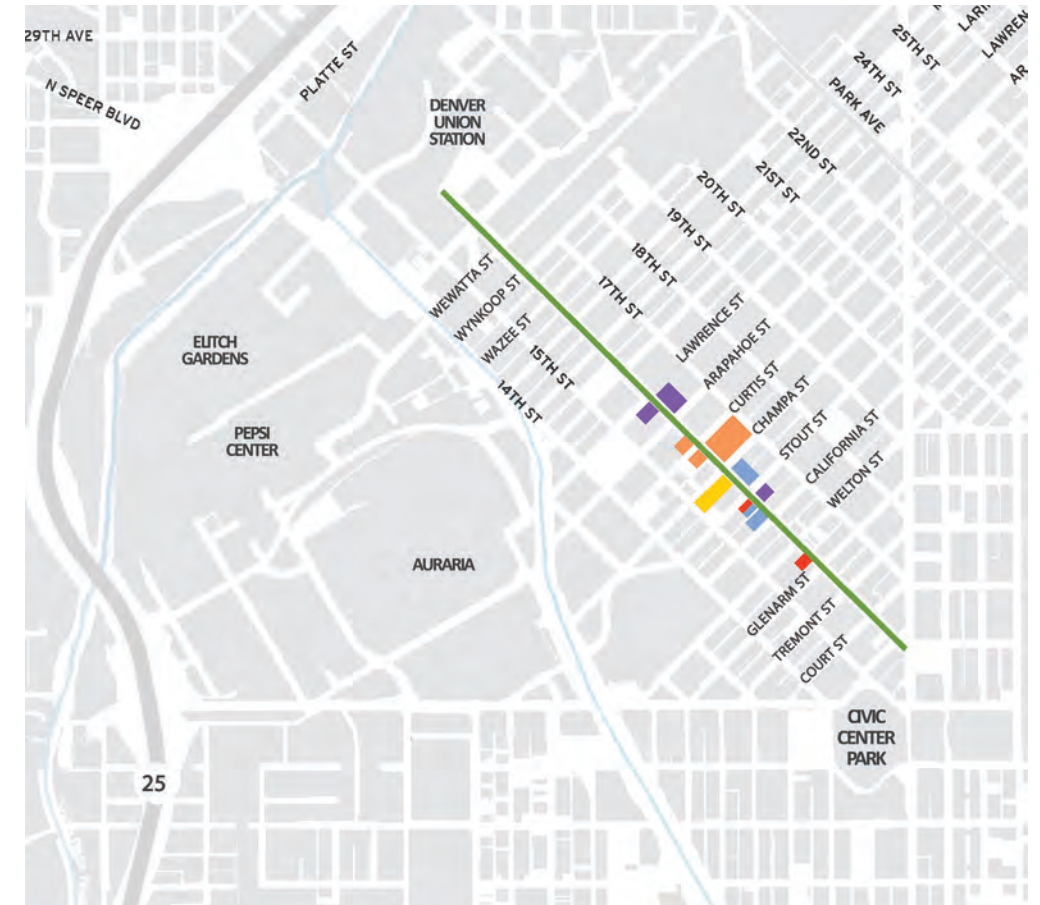 29TH AVE
N SPEER BLVD
PLATTE ST
DENVER
UNION
STATION
25TH ST
24TH ST
PARK AVE
22ND ST
21ST ST
20TH ST
19TH ST
18TH ST
17TH ST
WEWATTA ST
WYNKOOP ST
WAZEE ST
15TH ST
14TH ST
LAWRENCE ST
ARAPAHOE ST
CURTIS ST
CHAMPA ST
STOUT ST
CALIFORNIA ST
WELTON ST
ELITCH
GARDENS
PEPSI
CENTER
AURARIA
GLENARM ST
TREMONT ST
COURT ST
CIVIC
CENTER
PARK
25